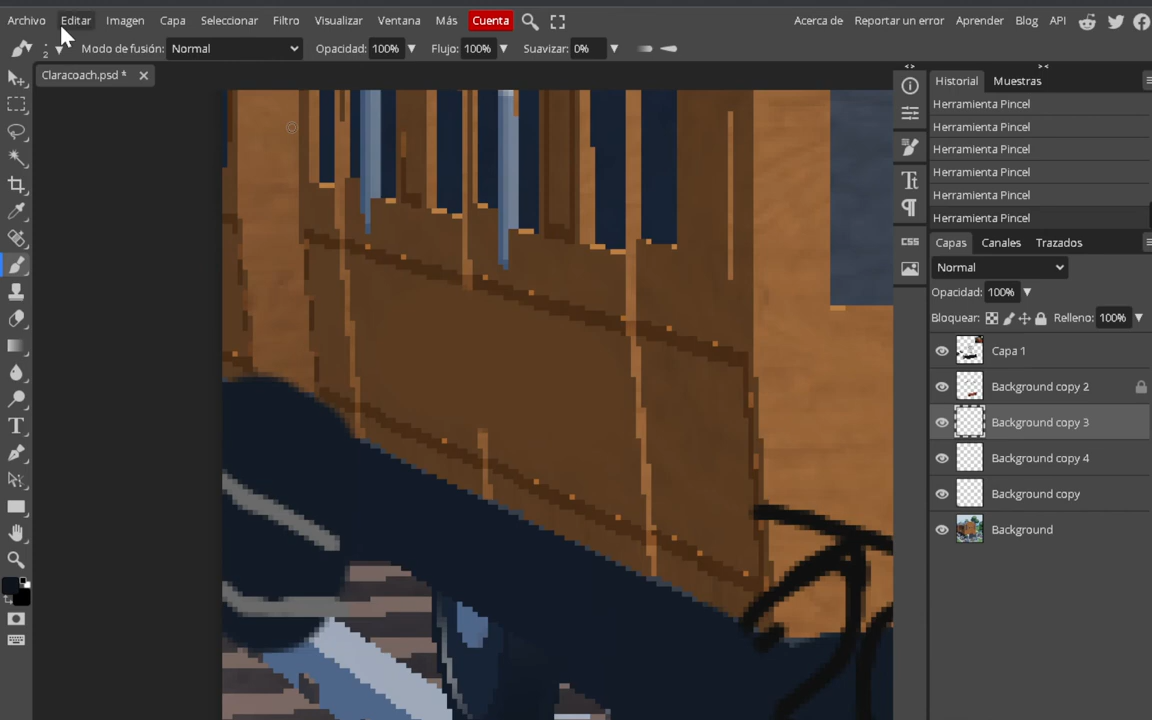 Archivo Editar Imagen Capa Seleccionar Filtro Visualizar Ventana Más Cuenta Acerca de Reportar un error Aprender Blog API
2 Modo de fusión: Normal Opacidad: 100% Flujo: 100% Suavizar: 0%
Claracoach.psd *
Historial Muestras
Herramienta Pincel
Herramienta Pincel
Herramienta Pincel
Herramienta Pincel
Herramienta Pincel
Herramienta Pincel
CSS
Capas Canales Trazados
Normal
Opacidad: 100%
Bloquear: Relleno: 100%
Capa 1
Background copy 2
Background copy 3
Background copy 4
Background copy
Background